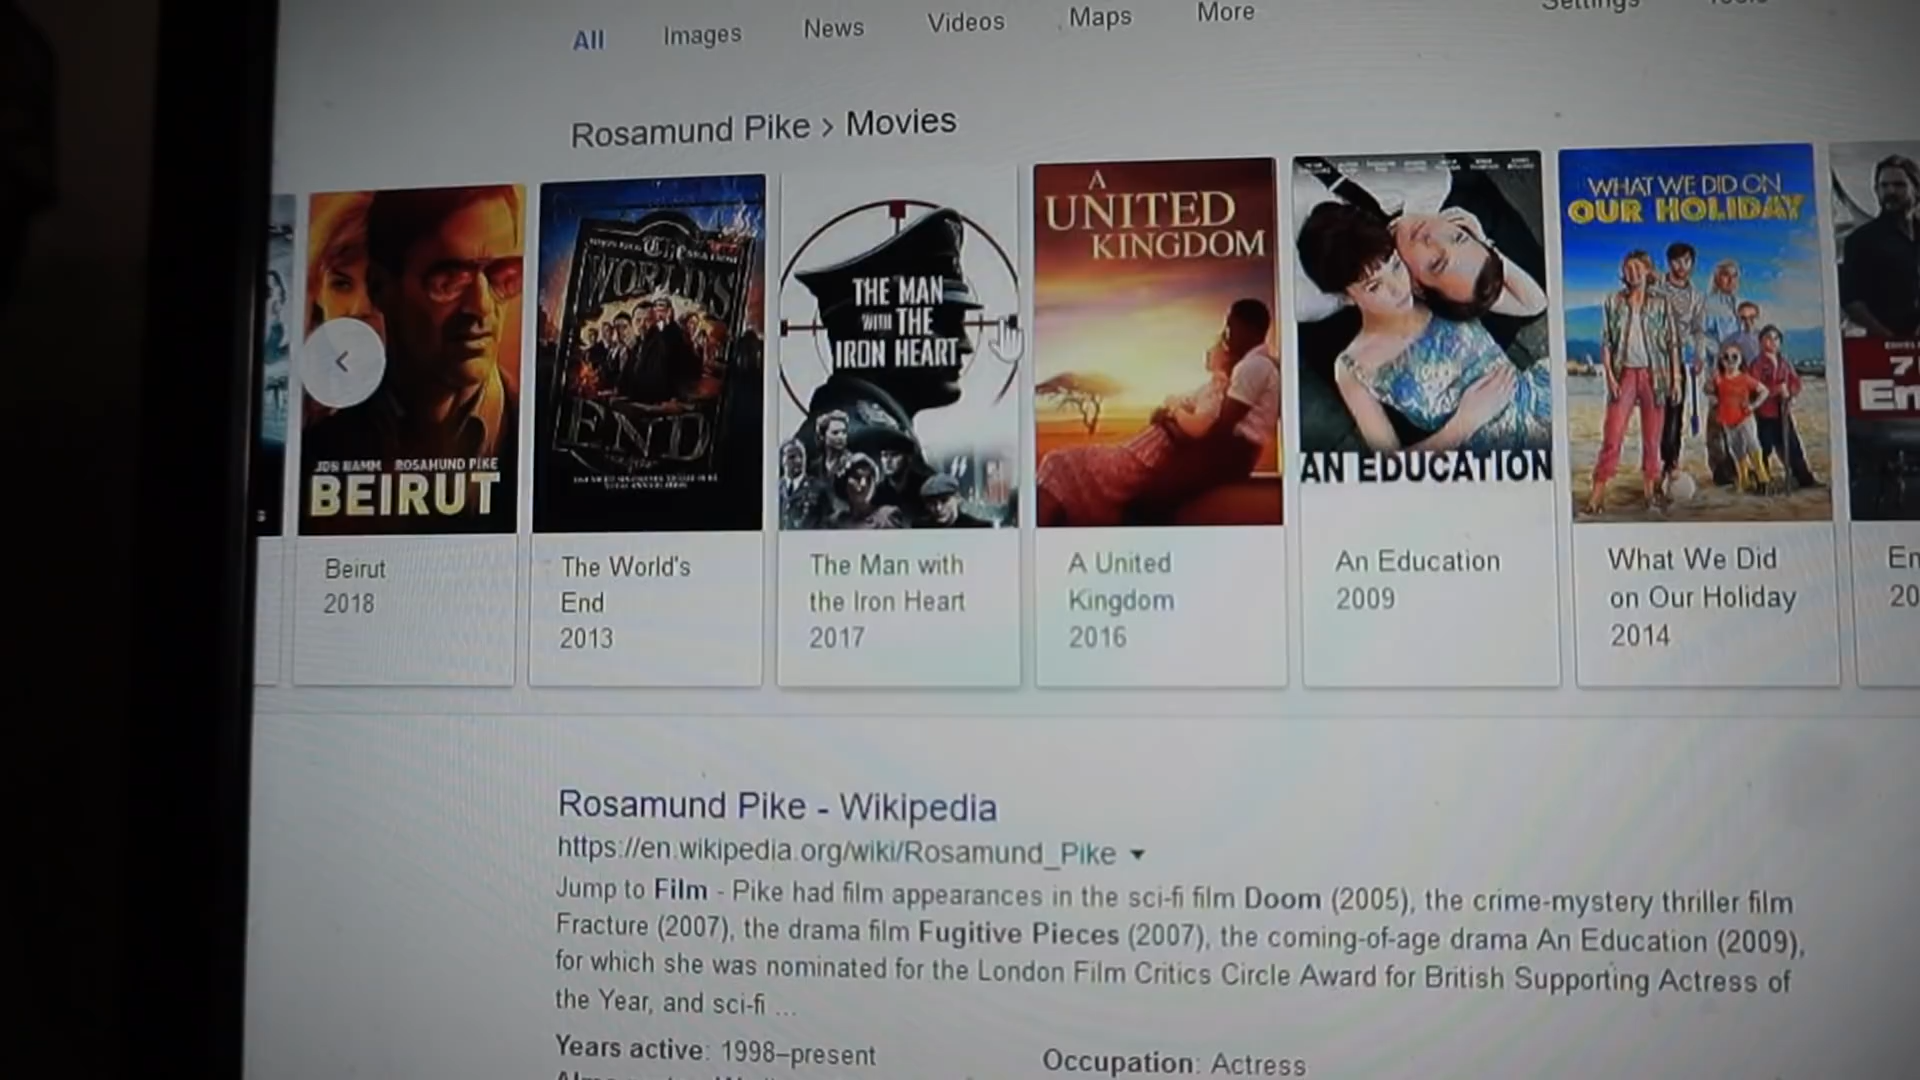 All Images News Videos Maps More Settings
Rosamund Pike > Movies
JON HAMM ROSAMUND PIKE
BEIRUT
The
WORLD'S
END
THE MAN
WITH THE
IRON HEART
A
UNITED
KINGDOM
AN EDUCATION
WHAT WE DID ON
OUR HOLIDAY
7
En
Beirut
2018
The World's
End
2013
The Man with
the Iron Heart
2017
A United
Kingdom
2016
An Education
2009
What We Did
on Our Holiday
2014
En
20
Rosamund Pike - Wikipedia
https://en.wikipedia.org/wiki/Rosamund_Pike
Jump to Film - Pike had film appearances in the sci-fi film Doom (2005), the crime-mystery thriller film
Fracture (2007), the drama film Fugitive Pieces (2007), the coming-of-age drama An Education (2009),
for which she was nominated for the London Film Critics Circle Award for British Supporting Actress of
the Year, and sci-fi ...
Years active: 1998–present Occupation: Actress